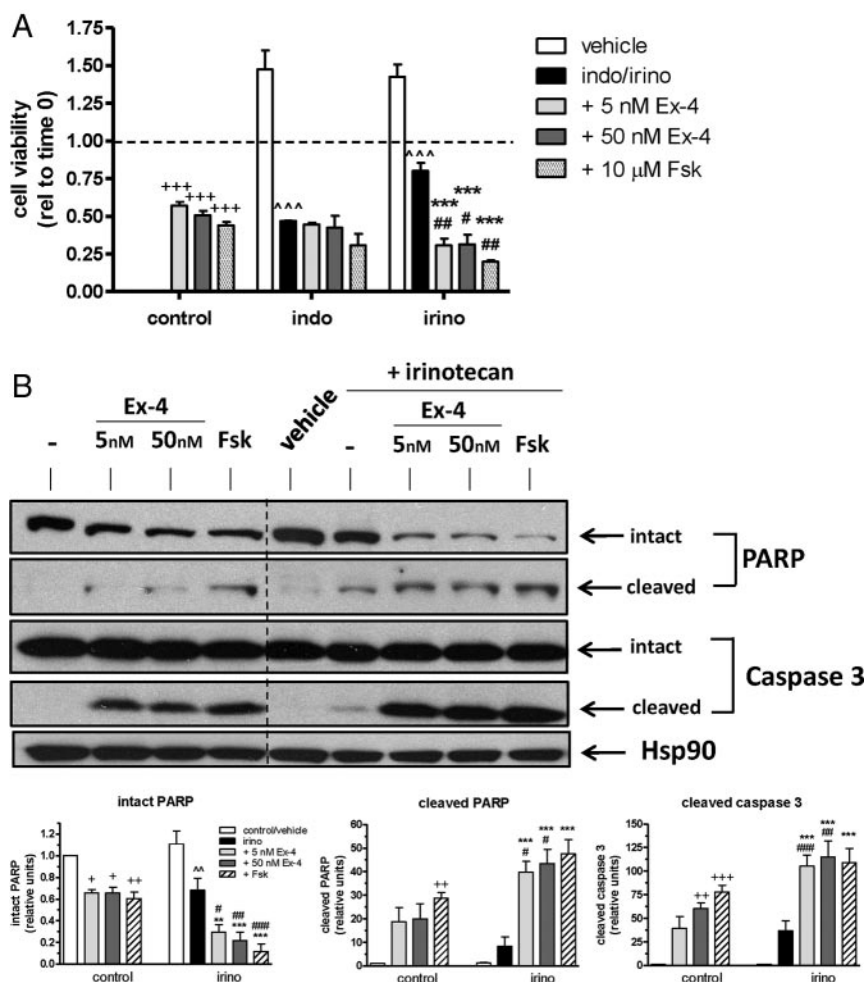 A
cell viability
(rel to time 0)
1.50
1.25
1.00
0.75
0.50
0.25
0.00
+++ +++ +++
^^^
^^^
***
##
***
#
***
##
control indo irino
vehicle
indo/irino
+ 5 nM Ex-4
+ 50 nM Ex-4
+ 10 μM Fsk
B
+ irinotecan
Ex-4 vehicle Ex-4
- 5nM 50nM Fsk - 5nM 50nM Fsk
intact
cleaved
PARP
intact
cleaved
Caspase 3
Hsp90
intact PARP
intact PARP
(relative units)
1.2
1.0
0.8
0.6
0.4
0.2
0.0
+ + ++
^^
#
**
##
***
###
***
control irino
control/vehicle
irino
+ 5 nM Ex-4
+ 50 nM Ex-4
+ Fsk
cleaved PARP
cleaved PARP
(relative units)
60
50
40
30
20
10
0
++
***
#
***
#
***
control irino
cleaved caspase 3
cleaved caspase 3
(relative units)
150
125
100
75
50
25
0
++ +++
***
###
***
##
***
control irino